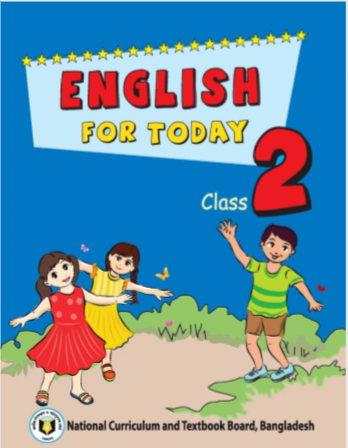 ENGLISH
FOR TODAY
Class 2
National Curriculum and Textbook Board, Bangladesh